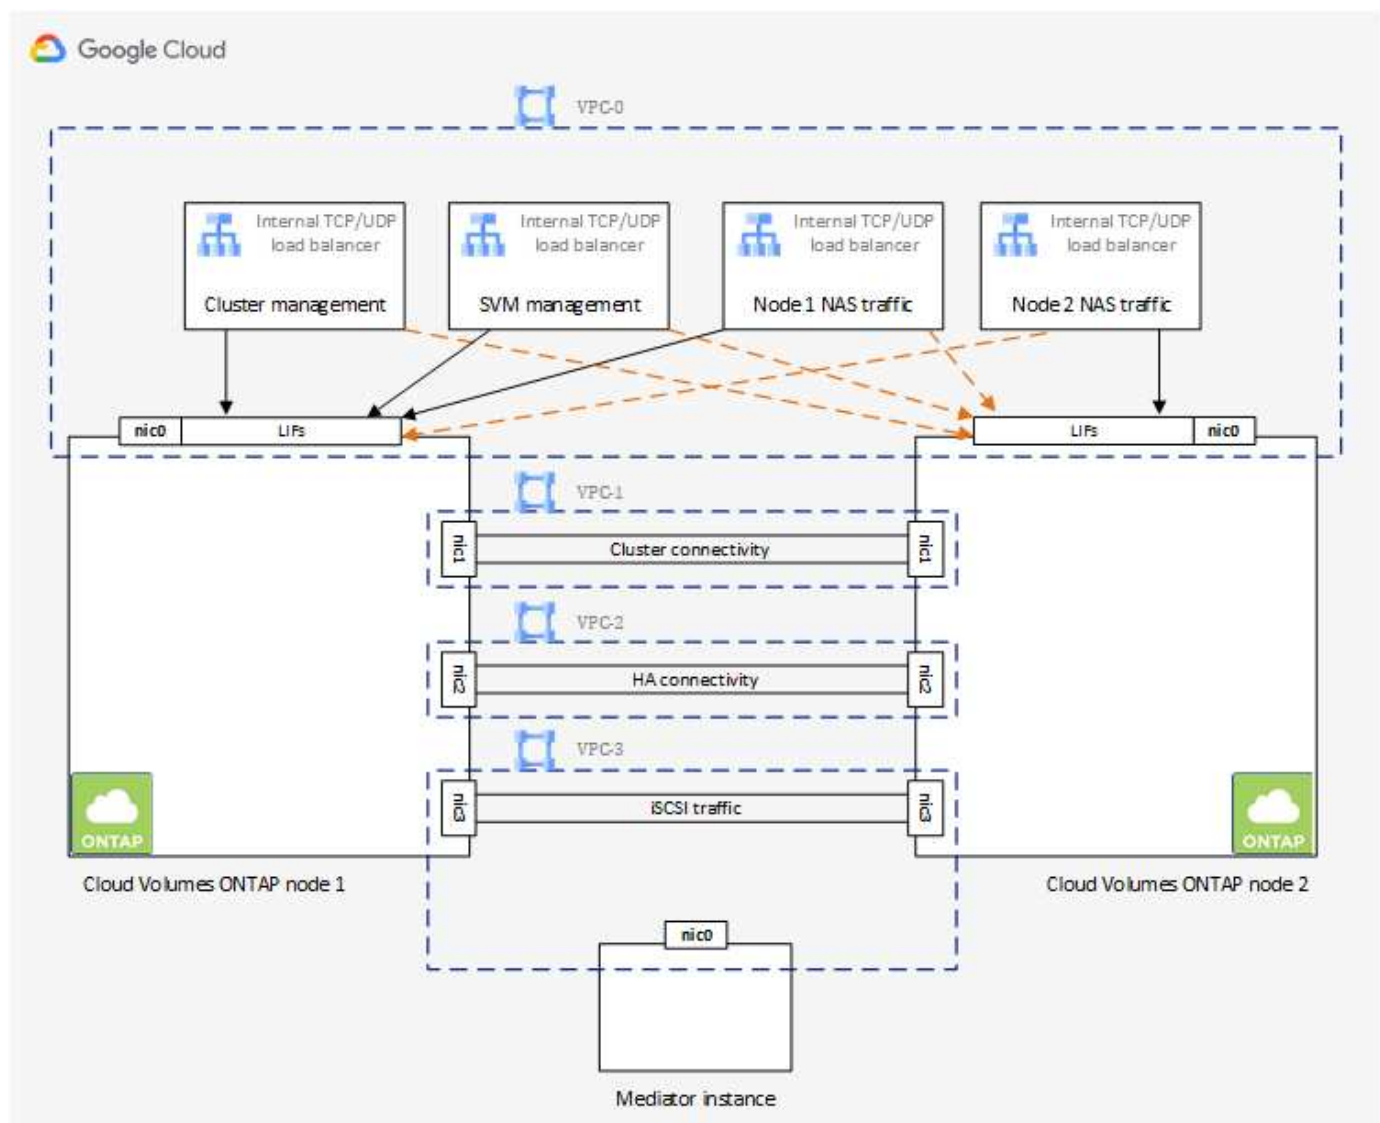 Google Cloud
VPC-0
Internal TCP/UDP
load balancer
Cluster management
Internal TCP/UDP
load balancer
SVM management
Internal TCP/UDP
load balancer
Node 1 NAS traffic
Internal TCP/UDP
load balancer
Node 2 NAS traffic
nic0
LIFs
LIFs
nic0
VPC-1
nic1
Cluster connectivity
nic1
VPC-2
nic2
HA connectivity
nic2
VPC-3
nic3
iSCSI traffic
nic3
ONTAP
ONTAP
Cloud Volumes ONTAP node 1
Cloud Volumes ONTAP node 2
nic0
Mediator instance